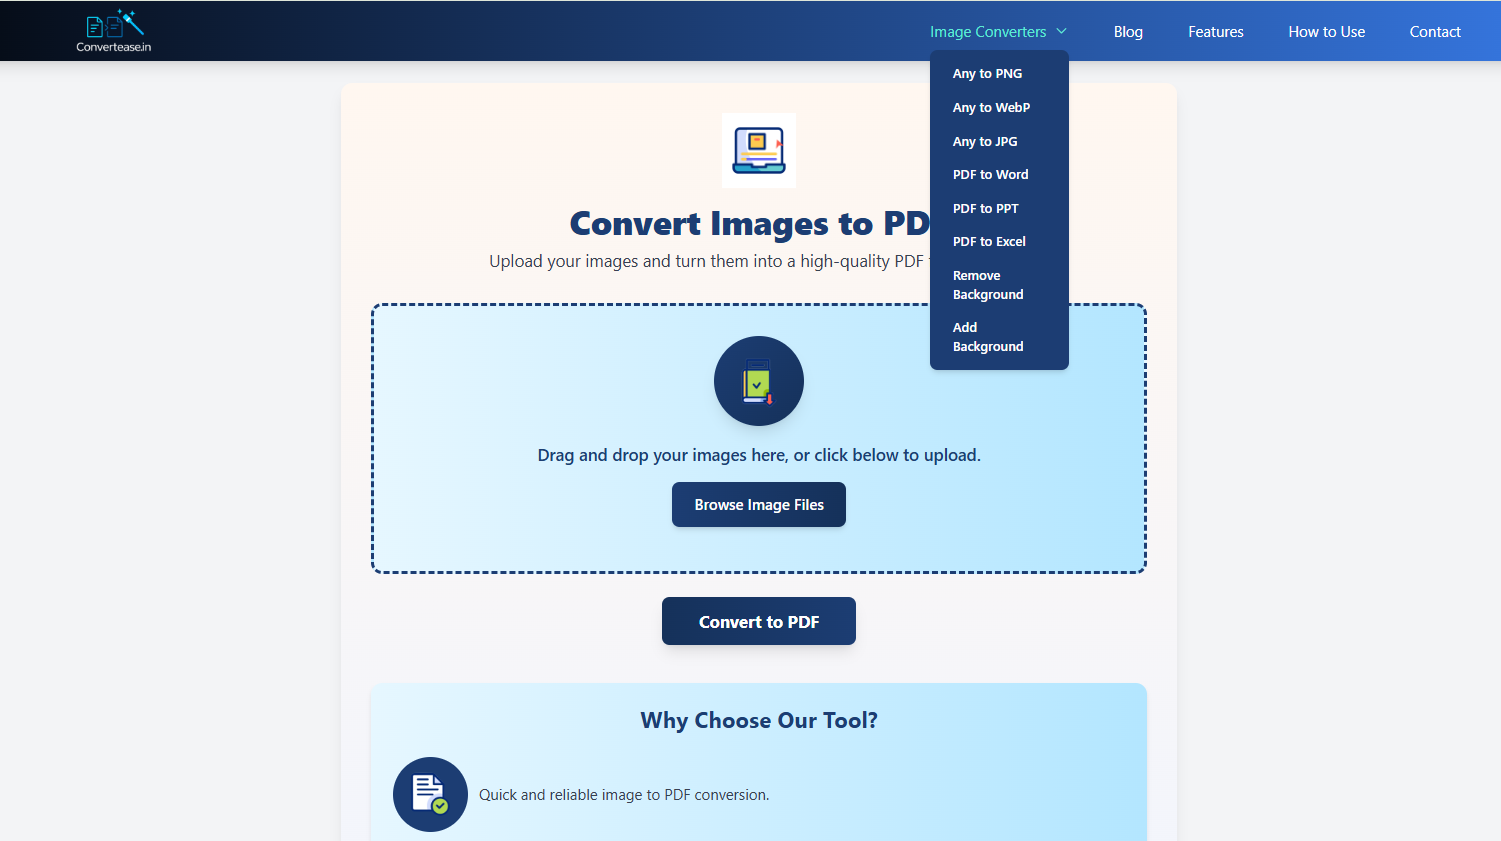 Convertease.in
Image Converters
Blog
Features
How to Use
Contact
Any to PNG
Any to WebP
Any to JPG
PDF to Word
PDF to PPT
PDF to Excel
Remove
Background
Add
Background
Convert Images to PD
Upload your images and turn them into a high-quality PDF
Drag and drop your images here, or click below to upload.
Browse Image Files
Convert to PDF
Why Choose Our Tool?
Quick and reliable image to PDF conversion.